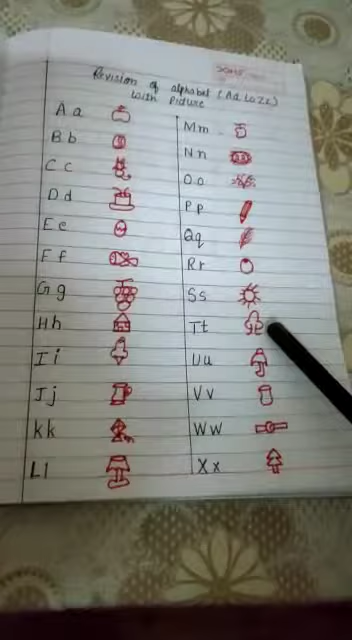 Revision of alphabet (Aa to Zz)
with Picture
Aa
Bb
Cc
Dd
Ee
Ff
Gg
Hh
Ii
Jj
kk
Ll
Mm
Nn
Oo
Pp
Qq
Rr
Ss
Tt
Uu
Vv
Ww
Xx